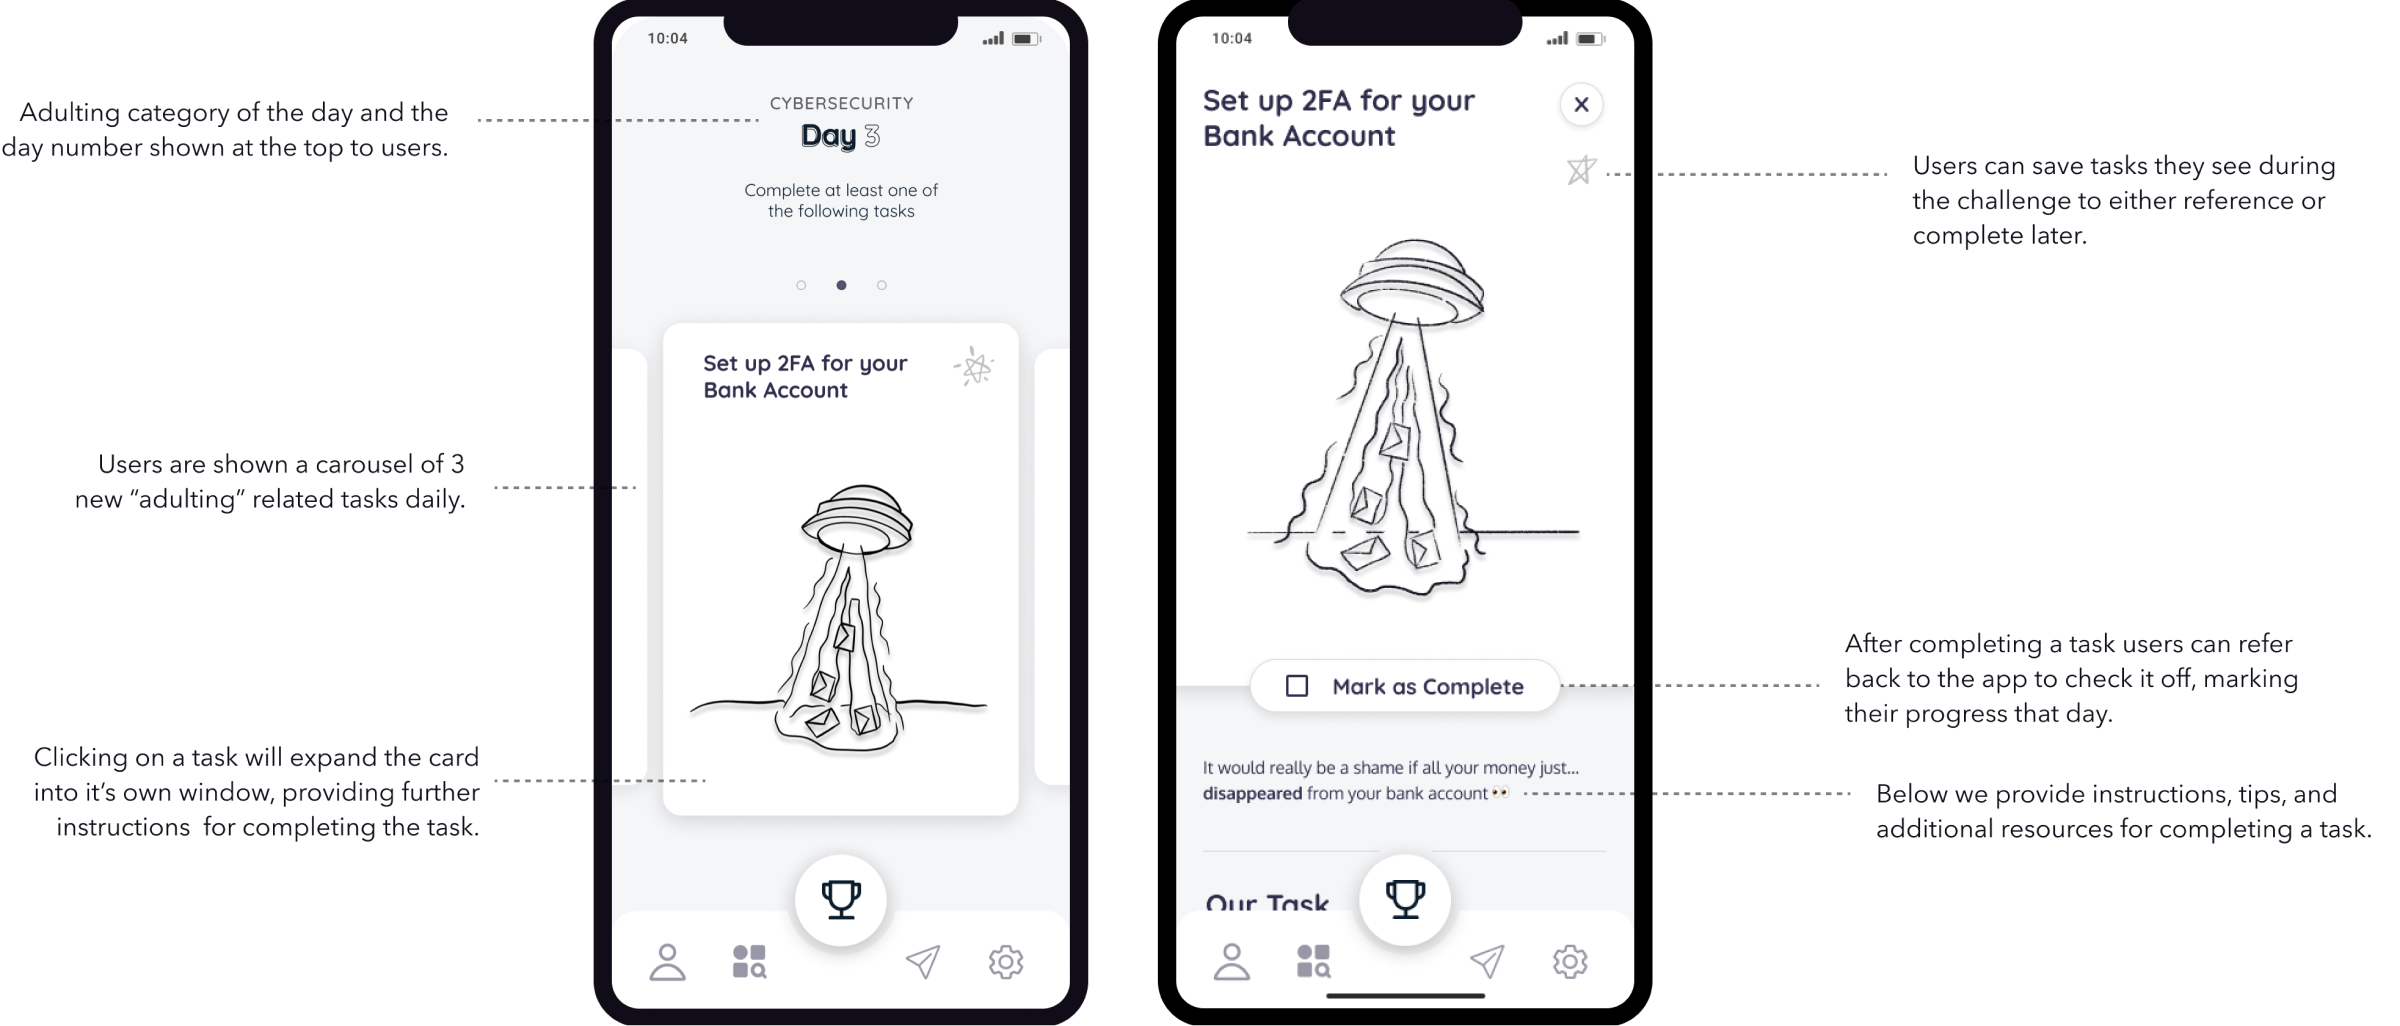 Adulting category of the day and the
day number shown at the top to users.
Users are shown a carousel of 3
new “adulting” related tasks daily.
Clicking on a task will expand the card
into it’s own window, providing further
instructions for completing the task.
10:04
CYBERSECURITY
Day 3
Complete at least one of
the following tasks
Set up 2FA for your
Bank Account
10:04
Set up 2FA for your
Bank Account
Mark as Complete
It would really be a shame if all your money just...
disappeared from your bank account 👀
Our Task
Users can save tasks they see during
the challenge to either reference or
complete later.
After completing a task users can refer
back to the app to check it off, marking
their progress that day.
Below we provide instructions, tips, and
additional resources for completing a task.